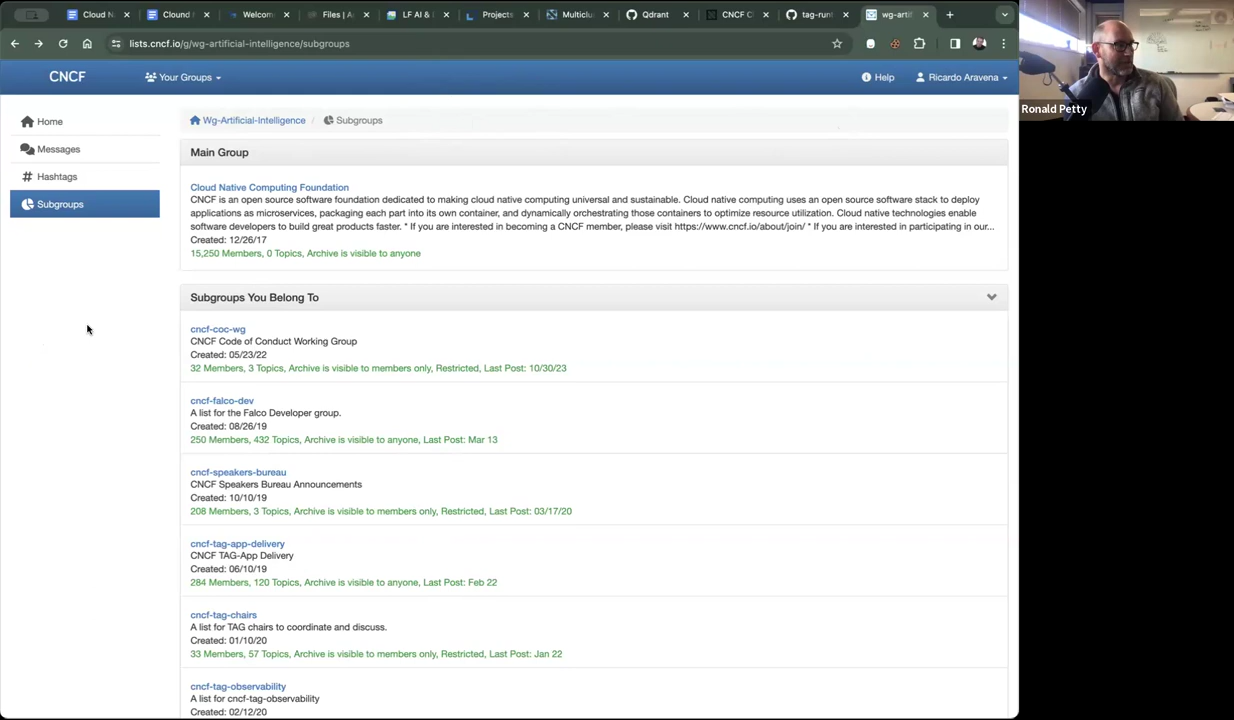 Cloud N
Clound
Welcom
Files | A
LF AI &
Projects
Multiclu
Qdrant
CNCF C
tag-run
wg-artif
lists.cncf.io/g/wg-artificial-intelligence/subgroups
CNCF
Your Groups
Help
Ricardo Aravena
Ronald Petty
Home
Messages
Hashtags
Subgroups
Wg-Artificial-Intelligence / Subgroups
Main Group
Cloud Native Computing Foundation
CNCF is an open source software foundation dedicated to making cloud native computing universal and sustainable. Cloud native computing uses an open source software stack to deploy
applications as microservices, packaging each part into its own container, and dynamically orchestrating those containers to optimize resource utilization. Cloud native technologies enable
software developers to build great products faster. * If you are interested in becoming a CNCF member, please visit https://www.cncf.io/about/join/ * If you are interested in participating in our...
Created: 12/26/17
15,250 Members, 0 Topics, Archive is visible to anyone
Subgroups You Belong To
cncf-coc-wg
CNCF Code of Conduct Working Group
Created: 05/23/22
32 Members, 3 Topics, Archive is visible to members only, Restricted, Last Post: 10/30/23
cncf-falco-dev
A list for the Falco Developer group.
Created: 08/26/19
250 Members, 432 Topics, Archive is visible to anyone, Last Post: Mar 13
cncf-speakers-bureau
CNCF Speakers Bureau Announcements
Created: 10/10/19
208 Members, 3 Topics, Archive is visible to members only, Restricted, Last Post: 03/17/20
cncf-tag-app-delivery
CNCF TAG-App Delivery
Created: 06/10/19
284 Members, 120 Topics, Archive is visible to anyone, Last Post: Feb 22
cncf-tag-chairs
A list for TAG chairs to coordinate and discuss.
Created: 01/10/20
33 Members, 57 Topics, Archive is visible to members only, Restricted, Last Post: Jan 22
cncf-tag-observability
A list for cncf-tag-observability
Created: 02/12/20